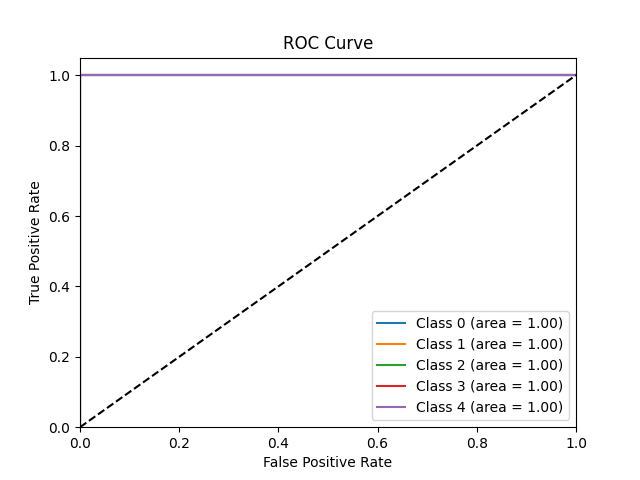 ROC Curve
True Positive Rate
1.0
0.8
0.6
0.4
0.2
0.0
0.0 0.2 0.4 0.6 0.8 1.0
False Positive Rate
Class 0 (area = 1.00)
Class 1 (area = 1.00)
Class 2 (area = 1.00)
Class 3 (area = 1.00)
Class 4 (area = 1.00)